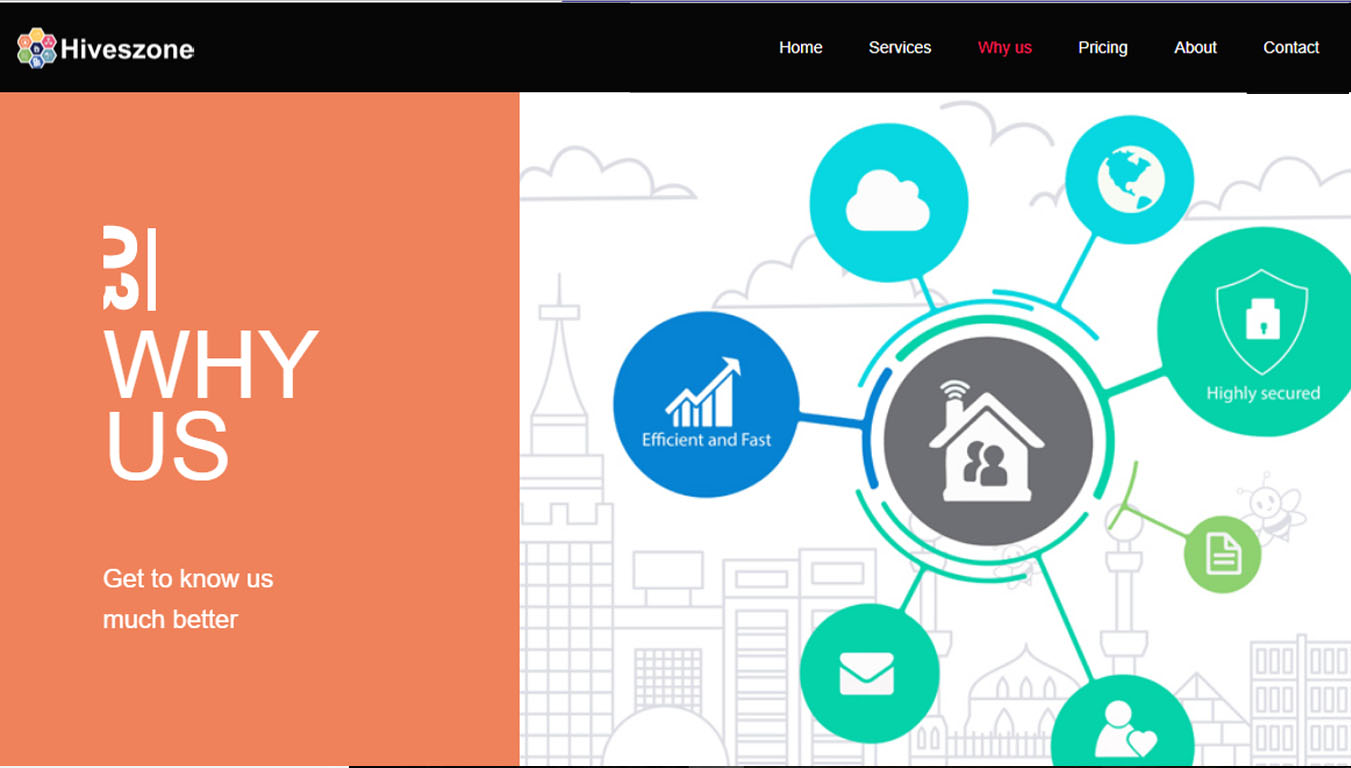 Hiveszone
Home Services Why us Pricing About Contact
WHY
US
Get to know us
much better
Efficient and Fast
Highly secured